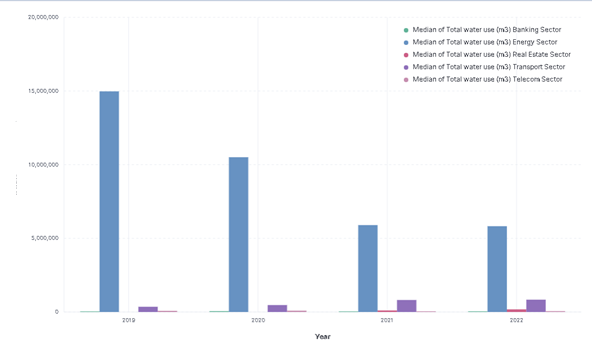 20,000,000
Median of Total water use (m3) Banking Sector
Median of Total water use (m3) Energy Sector
Median of Total water use (m3) Real Estate Sector
Median of Total water use (m3) Transport Sector
Median of Total water use (m3) Telecom Sector
15,000,000
10,000,000
5,000,000
0
2019
2020
2021
2022
Year